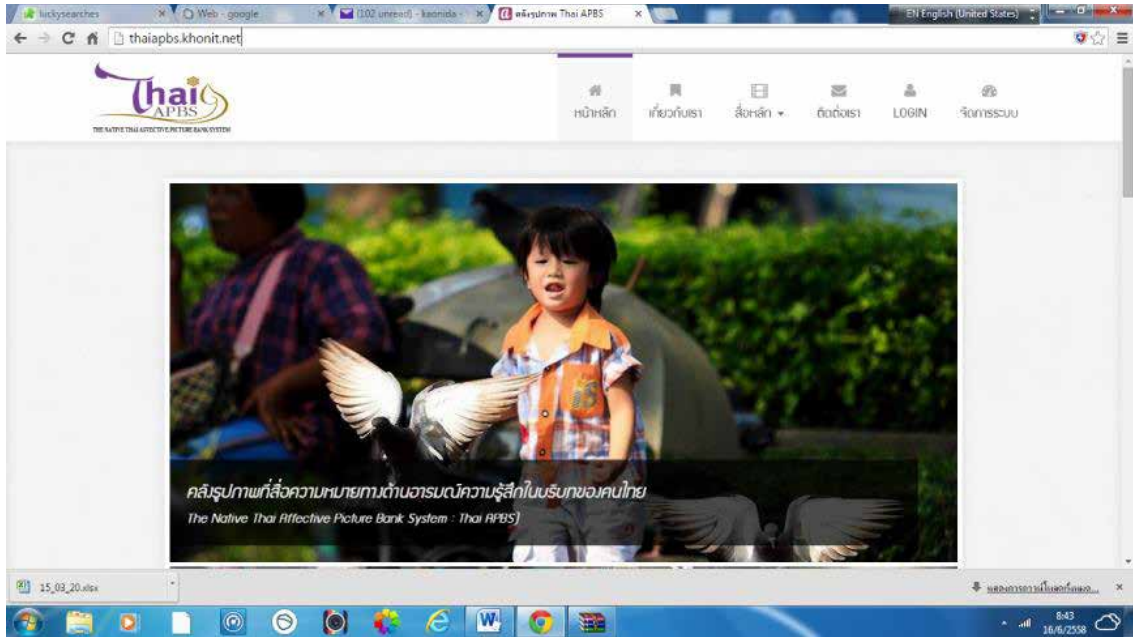 luckysearches
Web - google
(102 unread) - kaonida -
คลังรูปภาพ Thai APBS
EN English (United States)
thaiapbs.khonit.net
Thai
APBS
THE NATIVE THAI AFFECTIVE PICTURE BANK SYSTEM
หน้าหลัก
เกี่ยวกับเรา
สื่อหลัก
ติดต่อเรา
LOGIN
จัดการระบบ
คลังรูปภาพที่สื่อความหมายทางด้านอารมณ์ความรู้สึกในบริบทของคนไทย
The Native Thai Affective Picture Bank System : Thai APBS)
15_03_20.xlsx
8:43
16/6/2558